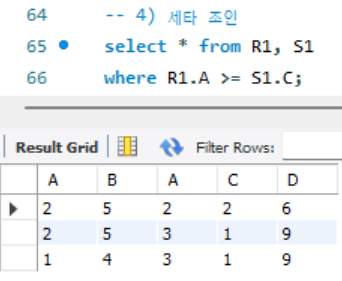 64 -- 4) 세타 조인
65 select * from R1, S1
66 where R1.A >= S1.C;
Result Grid Filter Rows:
A B A C D
2 5 2 2 6
2 5 3 1 9
1 4 3 1 9